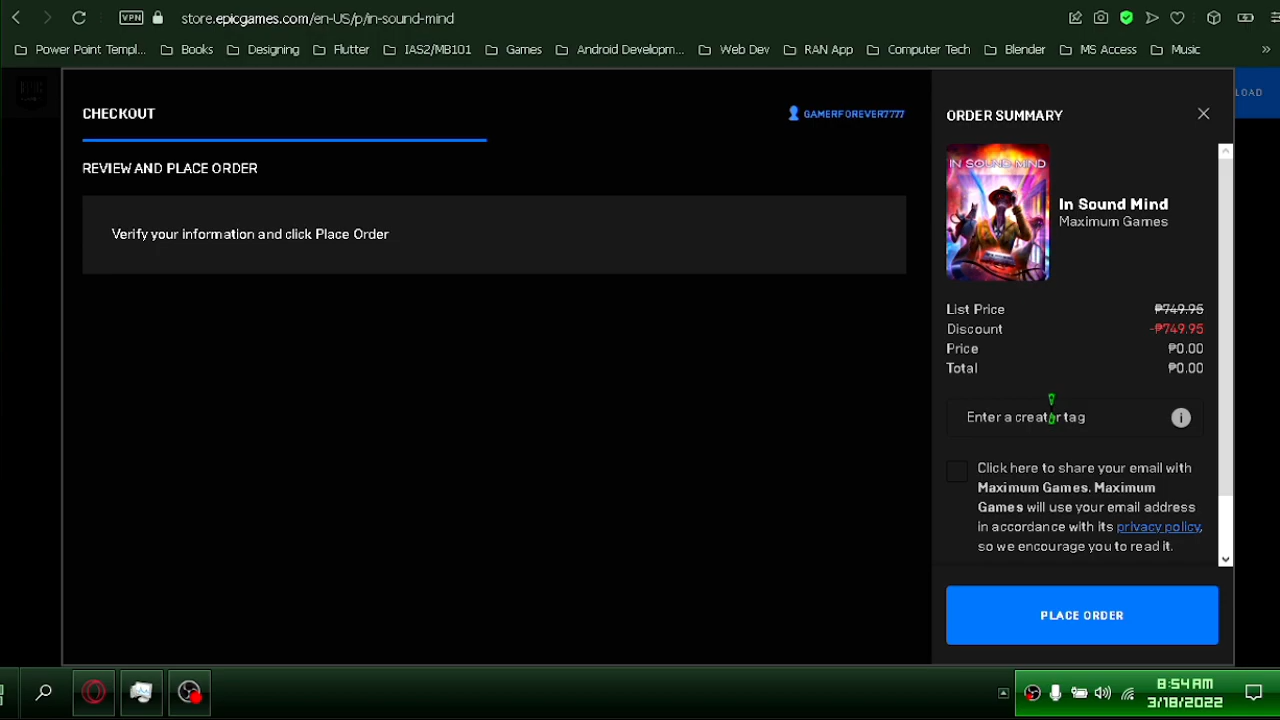 VPN
store.epicgames.com/en-US/p/in-sound-mind
Power Point Templ...
Books
Designing
Flutter
IAS2/MB101
Games
Android Developm...
Web Dev
RAN App
Computer Tech
Blender
MS Access
Music
»
EPIC
LOAD
CHECKOUT
GAMERFOREVER7777
REVIEW AND PLACE ORDER
Verify your information and click Place Order
ORDER SUMMARY
IN SOUND MIND
In Sound Mind
Maximum Games
List Price ₱749.95
Discount -₱749.95
Price ₱0.00
Total ₱0.00
Enter a creator tag
Click here to share your email with
Maximum Games. Maximum
Games will use your email address
in accordance with its privacy policy,
so we encourage you to read it.
PLACE ORDER
8:54 AM
3/18/2022